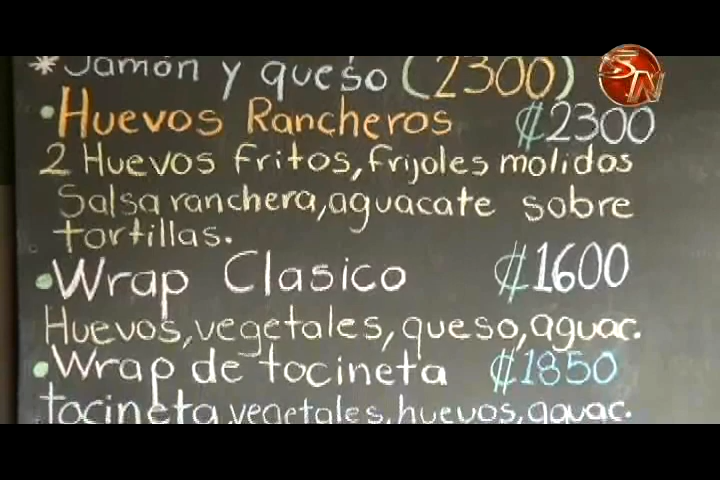 *Jamón y queso (2300)
SN
• Huevos Rancheros ₡2300
2 Huevos fritos, frijoles molidos
Salsa ranchera, aguacate sobre
tortillas.
• Wrap Clasico ₡1600
Huevos, vegetales, queso, aguac.
• Wrap de tocineta ₡1850
tocineta, vegetales, huevos, aguac.